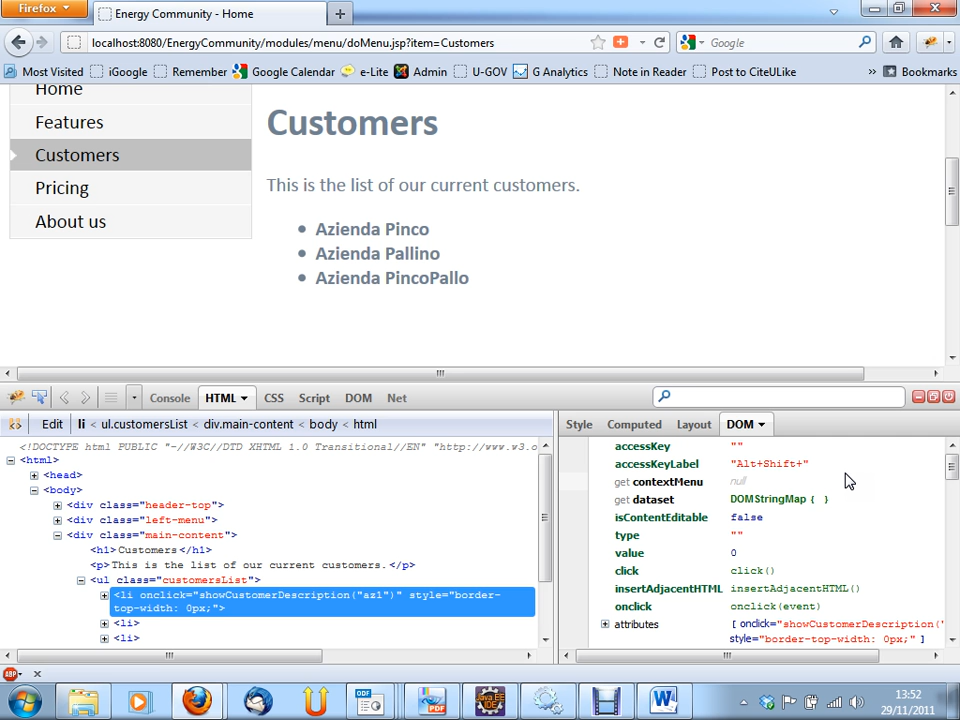 Firefox
Energy Community - Home
localhost:8080/EnergyCommunity/modules/menu/doMenu.jsp?item=Customers
Google
Most Visited
iGoogle
Remember
Google Calendar
e-Lite
Admin
U-GOV
G Analytics
Note in Reader
Post to CiteULike
»
Bookmarks
Home
Features
Customers
Pricing
About us
Customers
This is the list of our current customers.
• Azienda Pinco
• Azienda Pallino
• Azienda PincoPallo
Console
HTML
CSS
Script
DOM
Net
Edit
li < ul.customersList < div.main-content < body < html
Style
Computed
Layout
DOM
<!DOCTYPE html PUBLIC "-//W3C//DTD XHTML 1.0 Transitional//EN" "http://www.w3.o
<html>
<head>
<body>
<div class="header-top">
<div class="left-menu">
<div class="main-content">
<h1>Customers</h1>
<p>This is the list of our current customers.</p>
<ul class="customersList">
<li onclick="showCustomerDescription("az1")" style="border-
top-width: 0px;">
<li>
<li>
accessKey ""
accessKeyLabel "Alt+Shift+"
get contextMenu null
get dataset DOMStringMap { }
isContentEditable false
type ""
value 0
click click()
insertAdjacentHTML insertAdjacentHTML()
onclick onclick(event)
attributes [ onclick="showCustomerDescription('
style="border-top-width: 0px;" ]
ABP
ODF
PDF
Java EE
IDE
W
13:52
29/11/2011